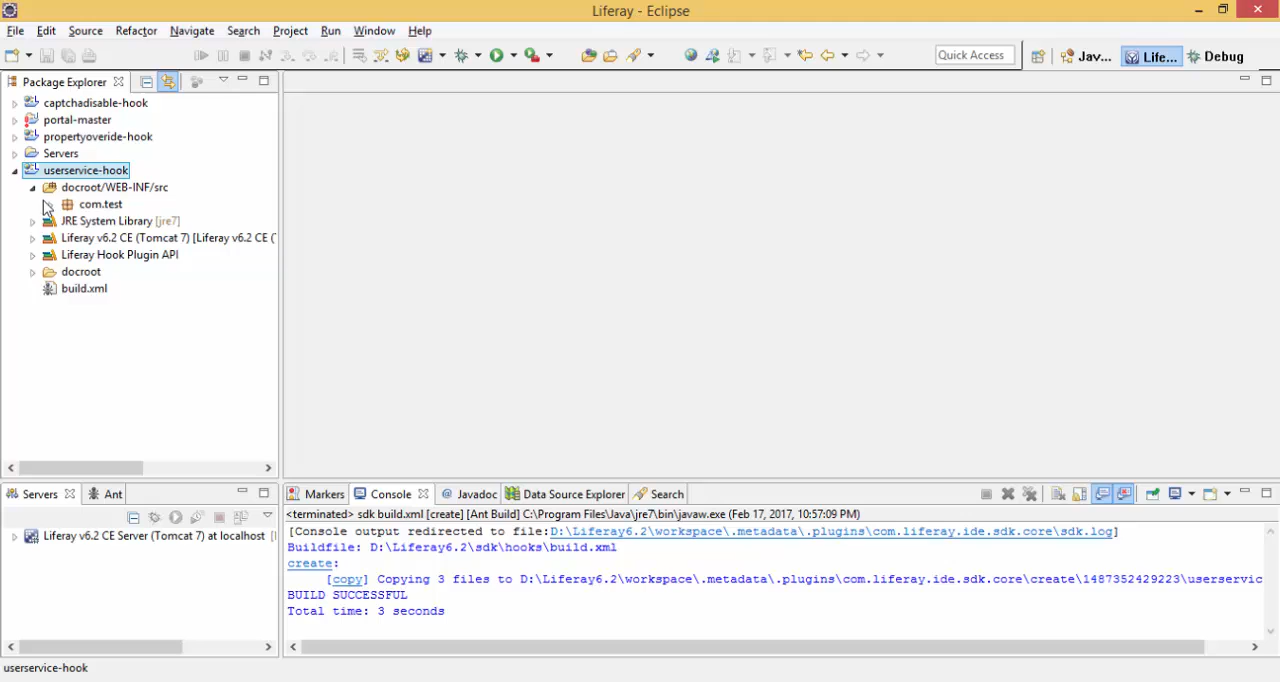 Liferay - Eclipse
File Edit Source Refactor Navigate Search Project Run Window Help
Quick Access
Jav...
Life...
Debug
Package Explorer
captchadisable-hook
portal-master
propertyoveride-hook
Servers
userservice-hook
docroot/WEB-INF/src
com.test
JRE System Library [jre7]
Liferay v6.2 CE (Tomcat 7) [Liferay v6.2 CE (T
Liferay Hook Plugin API
docroot
build.xml
Servers
Ant
Liferay v6.2 CE Server (Tomcat 7) at localhost [
Markers
Console
Javadoc
Data Source Explorer
Search
<terminated> sdk build.xml [create] [Ant Build] C:\Program Files\Java\jre7\bin\javaw.exe (Feb 17, 2017, 10:57:09 PM)
[Console output redirected to file:D:\Liferay6.2\workspace\.metadata\.plugins\com.liferay.ide.sdk.core\sdk.log]
Buildfile: D:\Liferay6.2\sdk\hooks\build.xml
create:
[copy] Copying 3 files to D:\Liferay6.2\workspace\.metadata\.plugins\com.liferay.ide.sdk.core\create\1487352429223\userservic
BUILD SUCCESSFUL
Total time: 3 seconds
userservice-hook